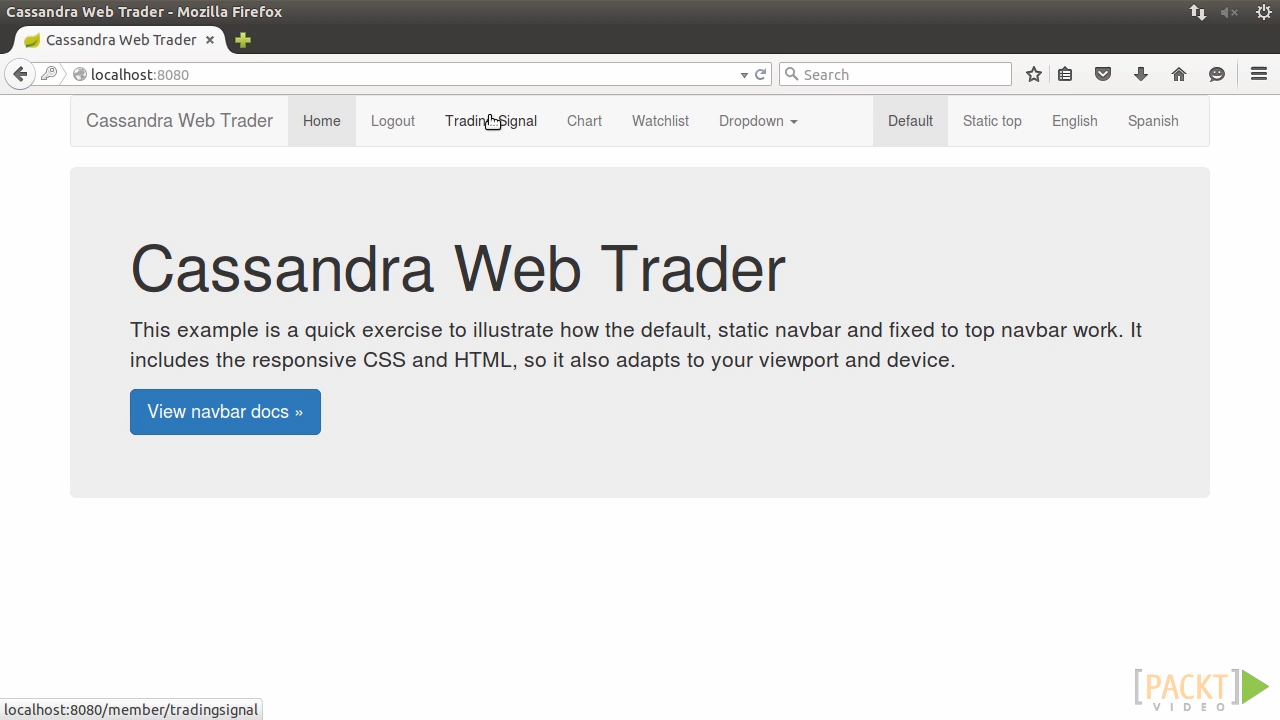 Cassandra Web Trader - Mozilla Firefox
Cassandra Web Trader
localhost:8080
Search
Cassandra Web Trader Home Logout Trading Signal Chart Watchlist Dropdown Default Static top English Spanish
Cassandra Web Trader
This example is a quick exercise to illustrate how the default, static navbar and fixed to top navbar work. It
includes the responsive CSS and HTML, so it also adapts to your viewport and device.
View navbar docs »
localhost:8080/member/tradingsignal
[PACKT]
VIDEO